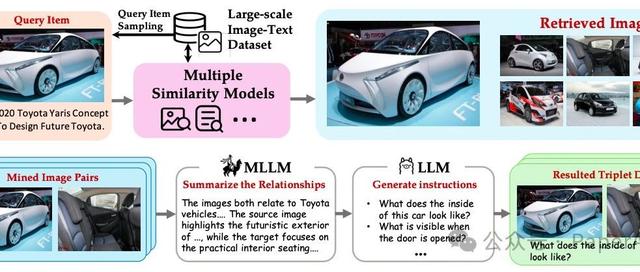 Query Item
2020 Toyota Yaris Concept
To Design Future Toyota.
Query Item
Sampling
Large-scale
Image-Text
Dataset
Multiple
Similarity Models
...
Retrieved Imag
FT-
Mined Image Pairs
MLLM
Summarize the Relationships
The images both relate to Toyota
vehicles.... The source image
highlights the futuristic exterior
of ..., while the target focuses on
the practical interior seating....
LLM
Generate instructions
• What does the inside
of this car look like?
• What is visible when
the door is opened?
...
Resulted Triplet D
What does the inside of
look like?
公众号